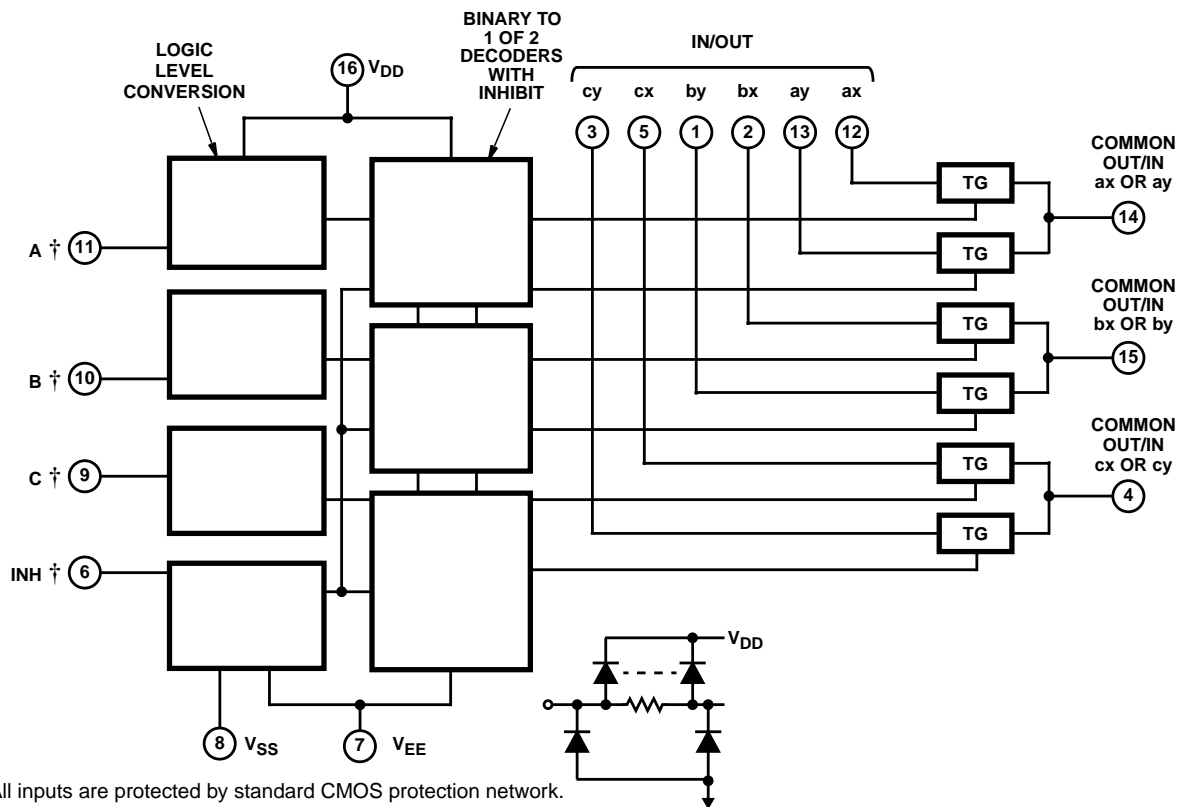 LOGIC
LEVEL
CONVERSION
16 VDD
BINARY TO
1 OF 2
DECODERS
WITH
INHIBIT
IN/OUT
cy cx by bx ay ax
3 5 1 2 13 12
COMMON
OUT/IN
ax OR ay
14
TG
TG
A † 11
COMMON
OUT/IN
bx OR by
15
TG
TG
B † 10
COMMON
OUT/IN
cx OR cy
4
TG
TG
C † 9
INH † 6
8 VSS
7 VEE
VDD
All inputs are protected by standard CMOS protection network.